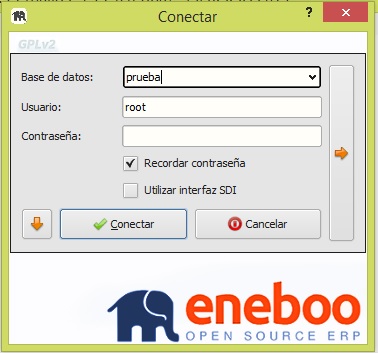 Conectar
?
GPLv2
Base de datos: prueba
Usuario: root
Contraseña:
Recordar contraseña
Utilizar interfaz SDI
Conectar Cancelar
eneboo
OPEN SOURCE ERP